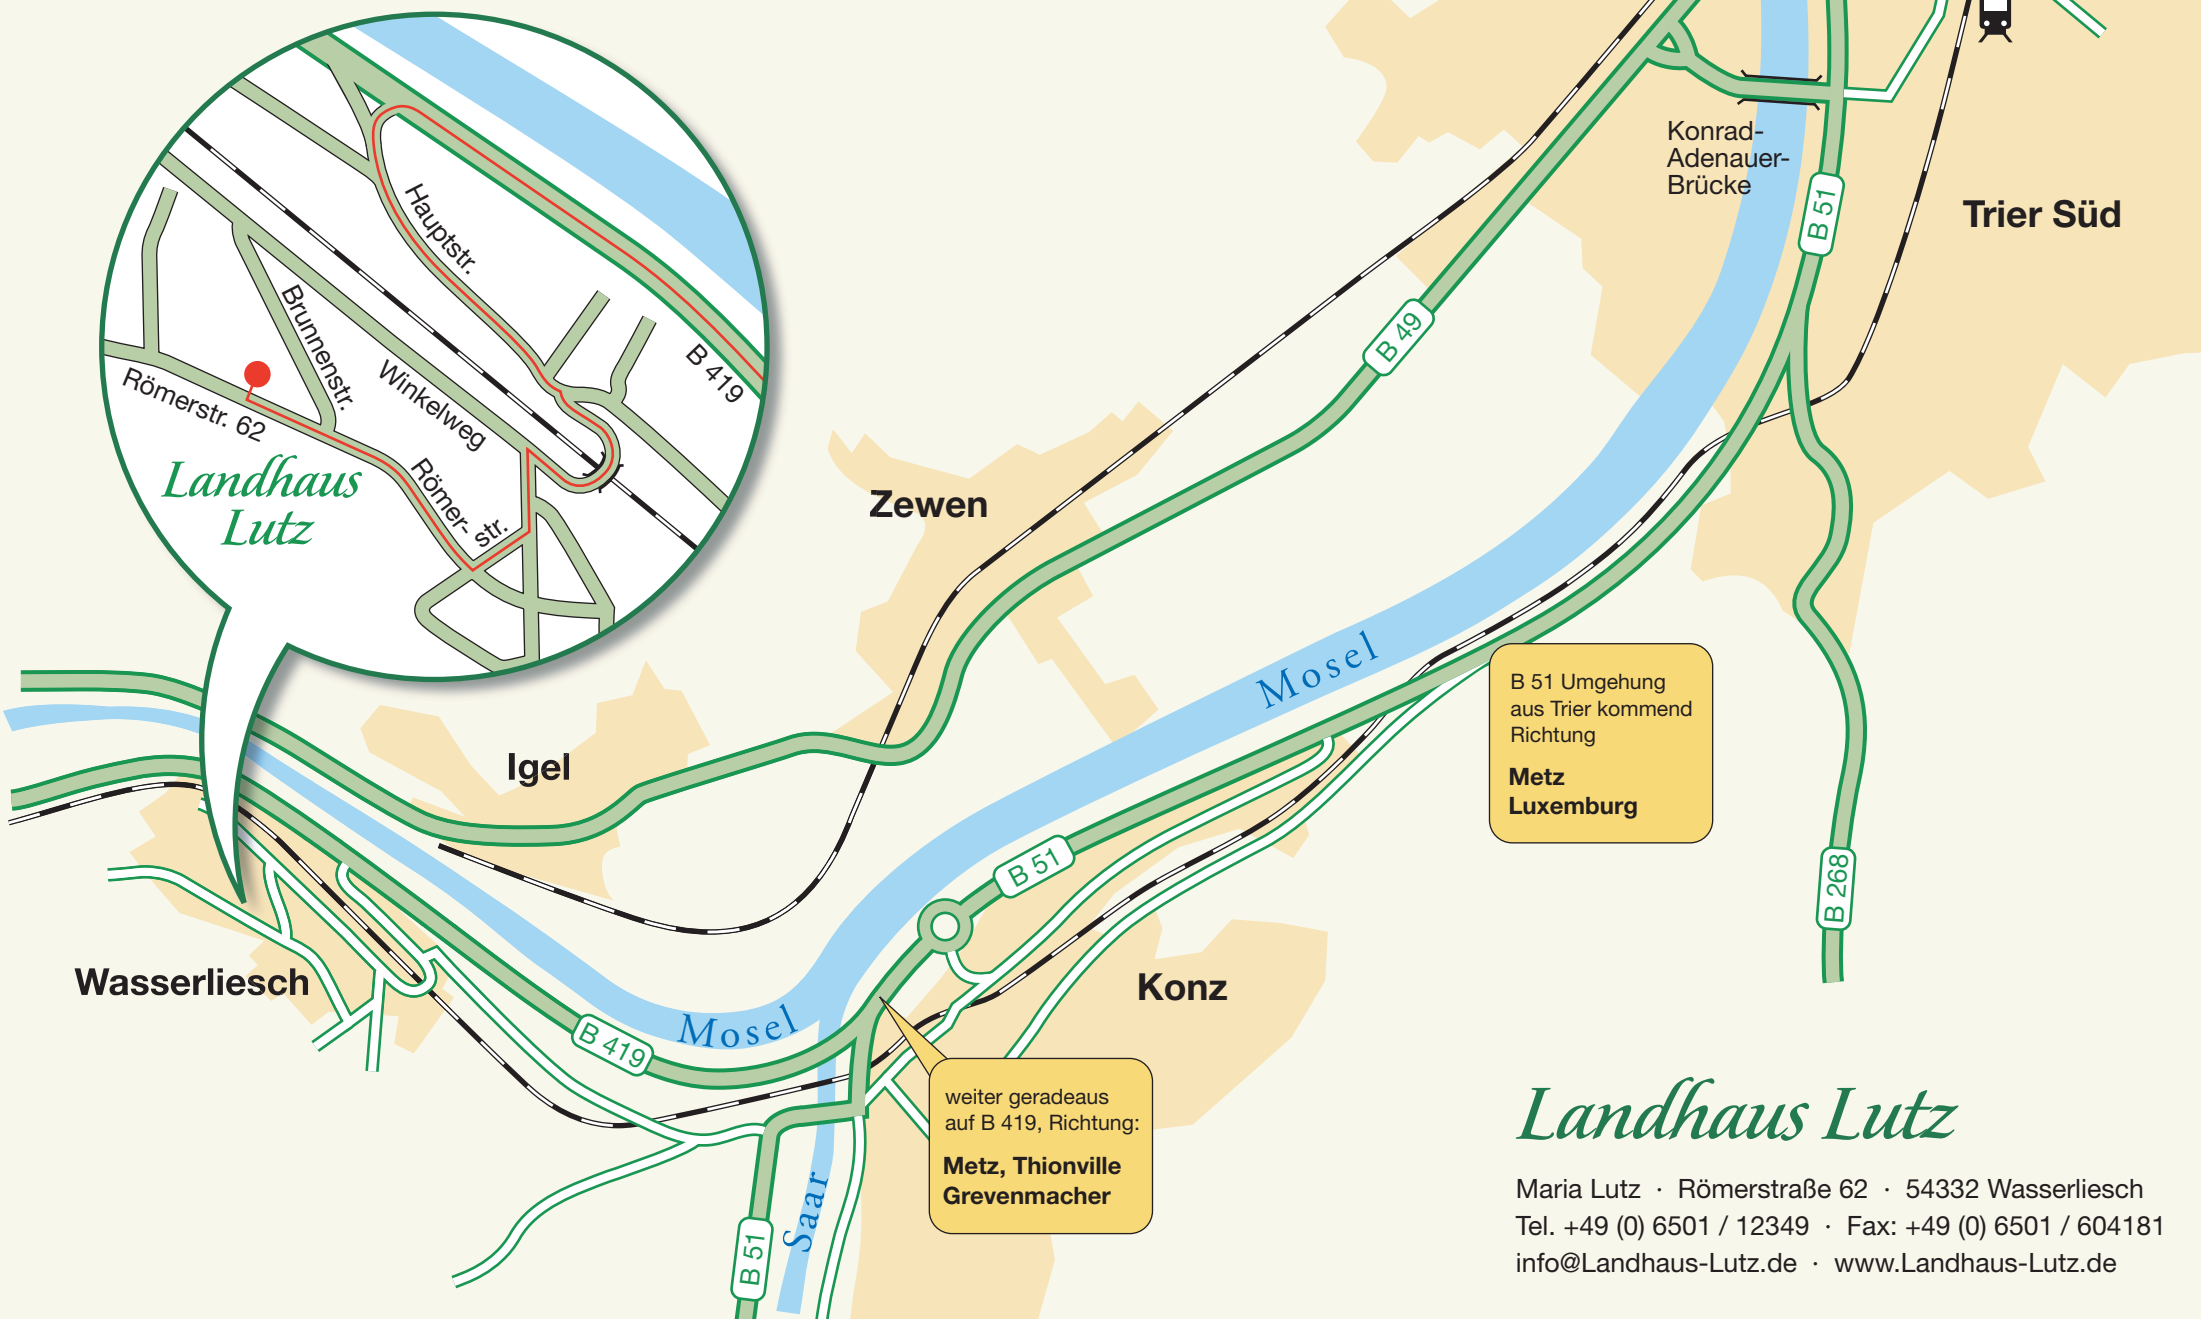 Konrad-
Adenauer-
Brücke
B 51
Trier Süd
Hauptstr.
Brunnenstr.
B 49
B 419
Winkelweg
Römerstr. 62
Landhaus
Lutz
Römer-
str.
Zewen
Mosel
B 51 Umgehung
aus Trier kommend
Richtung
Metz
Luxemburg
Igel
B 51
B 268
Wasserliesch
Konz
Mosel
B 419
weiter geradeaus
auf B 419, Richtung:
Metz, Thionville
Grevenmacher
Saar
B 51
Landhaus Lutz
Maria Lutz · Römerstraße 62 · 54332 Wasserliesch
Tel. +49 (0) 6501 / 12349 · Fax: +49 (0) 6501 / 604181
info@Landhaus-Lutz.de · www.Landhaus-Lutz.de